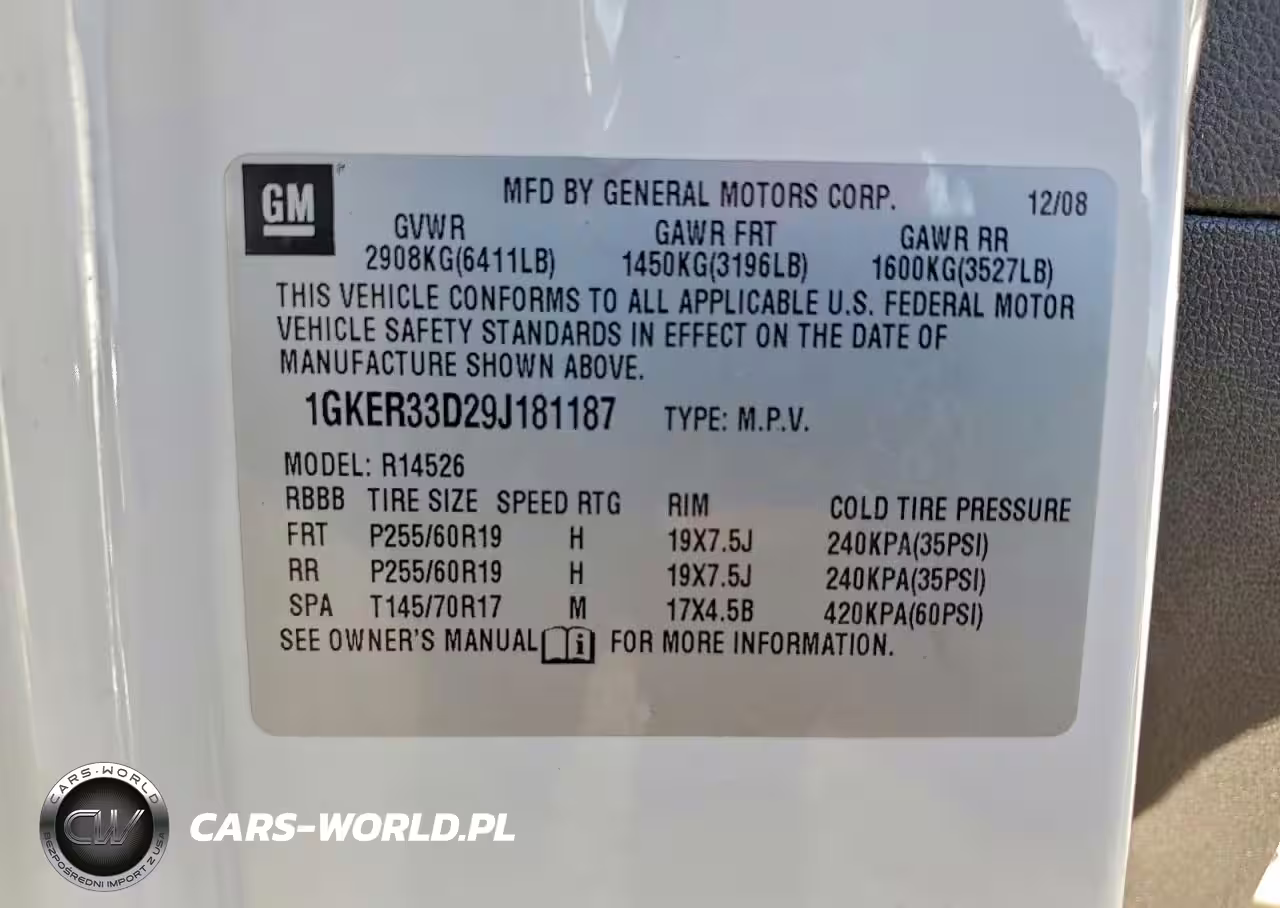 GM
MFD BY GENERAL MOTORS CORP. 12/08
GVWR GAWR FRT GAWR RR
2908KG(6411LB) 1450KG(3196LB) 1600KG(3527LB)
THIS VEHICLE CONFORMS TO ALL APPLICABLE U.S. FEDERAL MOTOR
VEHICLE SAFETY STANDARDS IN EFFECT ON THE DATE OF
MANUFACTURE SHOWN ABOVE.
1GKER33D29J181187 TYPE: M.P.V.
MODEL: R14526
RBBB TIRE SIZE SPEED RTG RIM COLD TIRE PRESSURE
FRT P255/60R19 H 19X7.5J 240KPA(35PSI)
RR P255/60R19 H 19X7.5J 240KPA(35PSI)
SPA T145/70R17 M 17X4.5B 420KPA(60PSI)
SEE OWNER'S MANUAL i FOR MORE INFORMATION.
CARS-WORLD
CW
BEZPOŚREDNI IMPORT Z USA
CARS-WORLD.PL